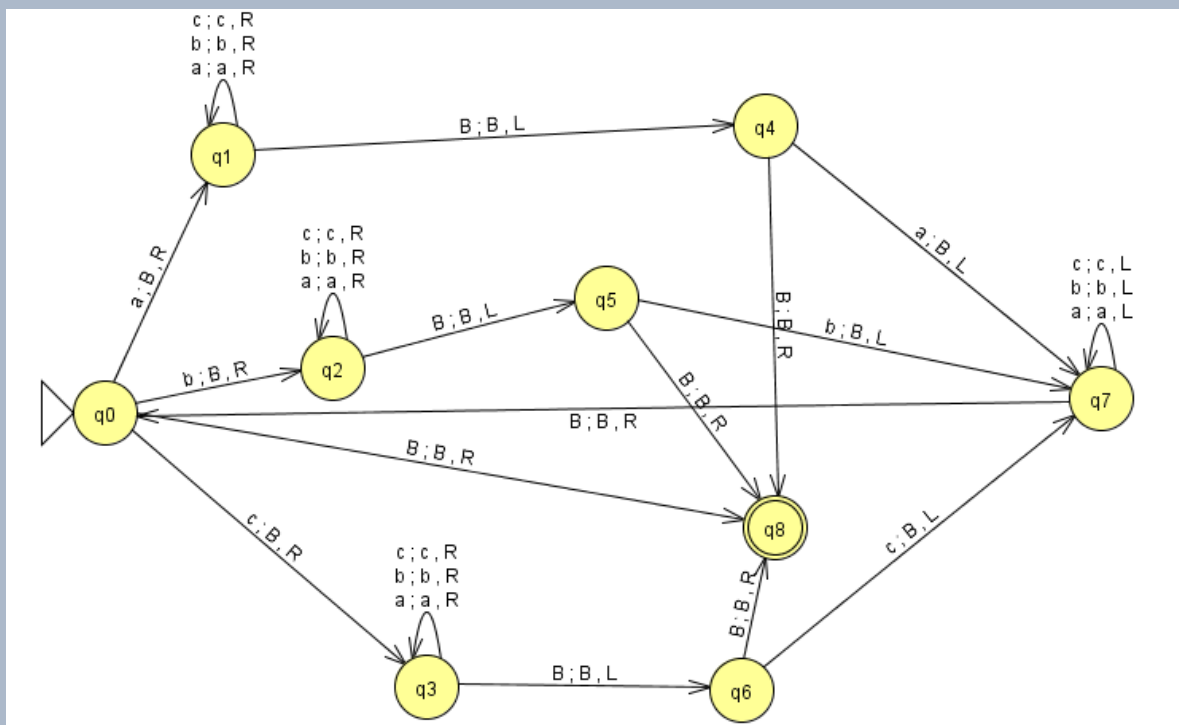 c ; c , R
b ; b , R
a ; a , R
q1
B ; B , L
q4
a ; B , R
c ; c , R
b ; b , R
a ; a , R
q2
B ; B , L
q5
a ; B , L
c ; c , L
b ; b , L
a ; a , L
q7
b ; B , R
b ; B , L
B ; B , R
B ; B , R
q0
B ; B , R
B ; B , R
c ; B , R
q8
c ; B , L
c ; c , R
b ; b , R
a ; a , R
q3
B ; B , L
B ; B , R
q6